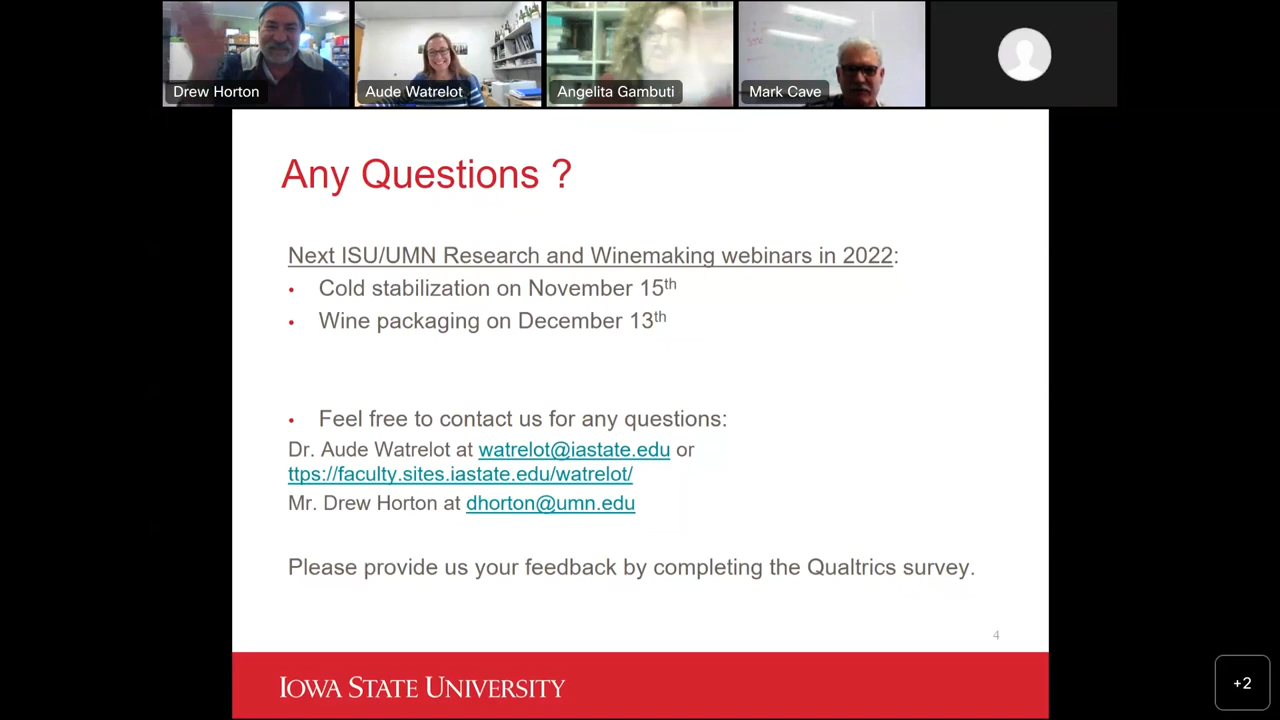 Drew Horton
Aude Watrelot
Angelita Gambuti
Mark Cave
Any Questions ?
Next ISU/UMN Research and Winemaking webinars in 2022:
• Cold stabilization on November 15th
• Wine packaging on December 13th
• Feel free to contact us for any questions:
Dr. Aude Watrelot at watrelot@iastate.edu or
ttps://faculty.sites.iastate.edu/watrelot/
Mr. Drew Horton at dhorton@umn.edu
Please provide us your feedback by completing the Qualtrics survey.
4
IOWA STATE UNIVERSITY
+2